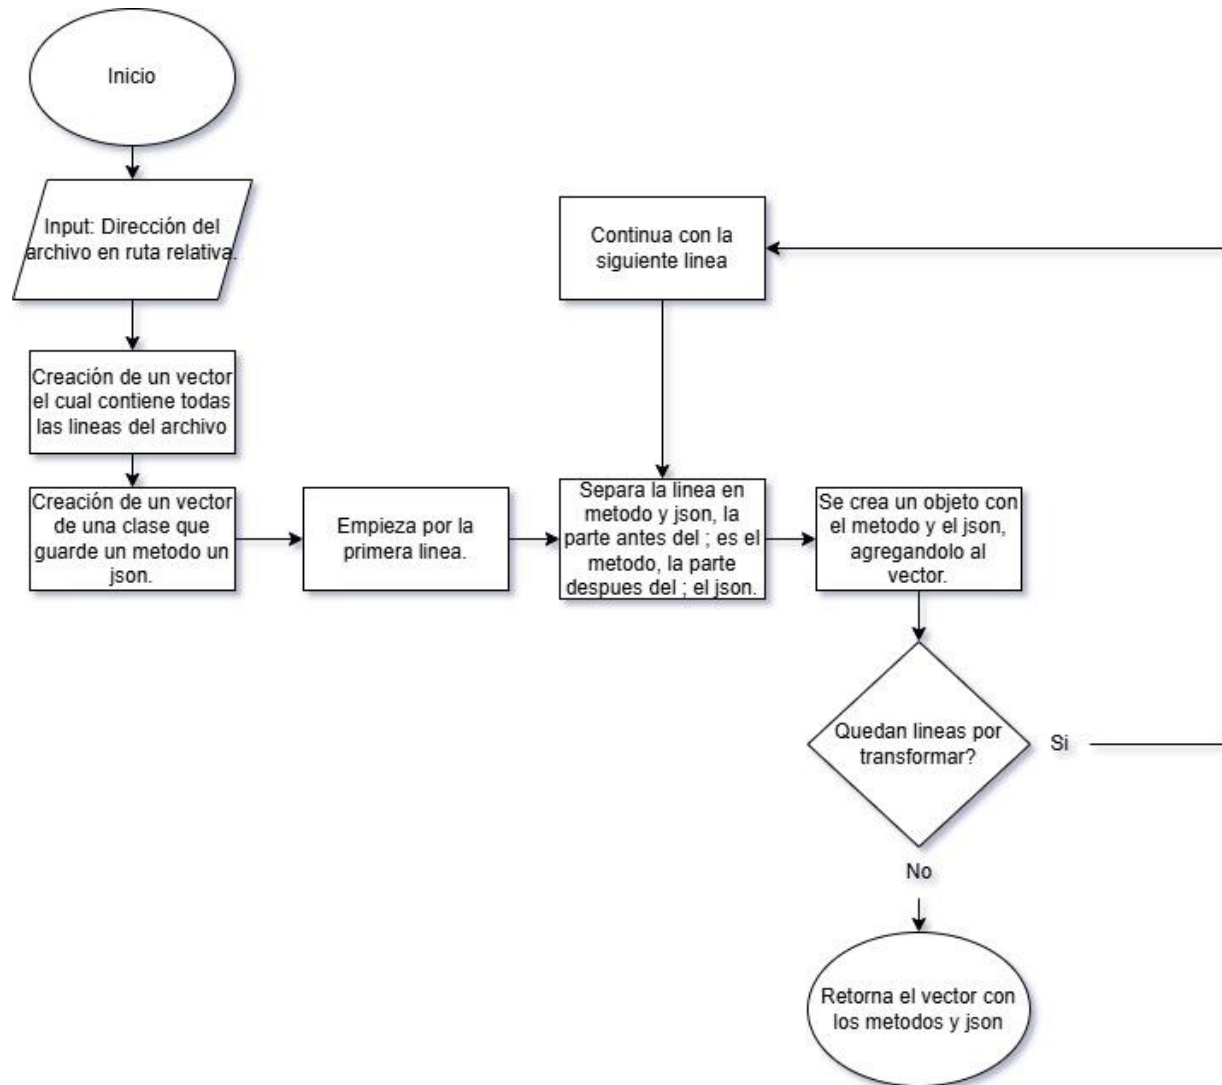 Inicio
Input: Dirección del
archivo en ruta relativa.
Creación de un vector
el cual contiene todas
las lineas del archivo
Creación de un vector
de una clase que
guarde un metodo un
json.
Empieza por la
primera linea.
Continua con la
siguiente linea
Separa la linea en
metodo y json, la
parte antes del ; es el
metodo, la parte
despues del ; el json.
Se crea un objeto con
el metodo y el json,
agregandolo al
vector.
Quedan lineas por
transformar?
Si
No
Retorna el vector con
los metodos y json